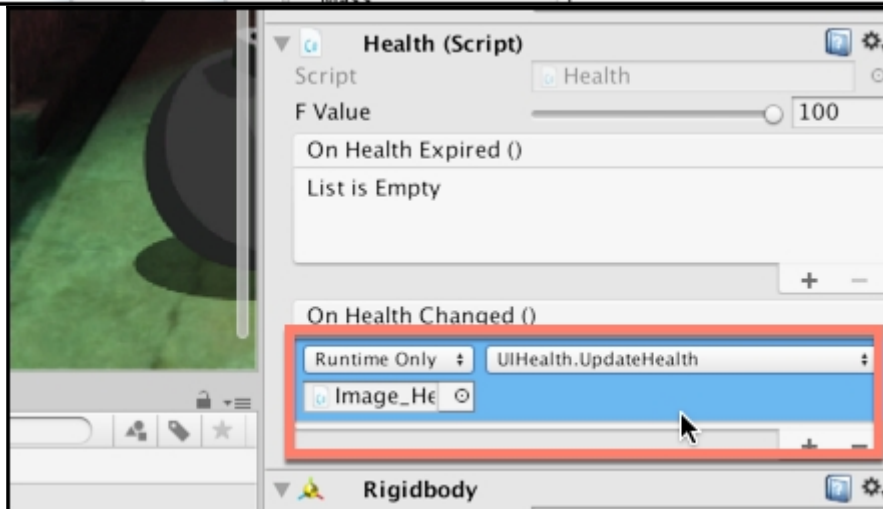 Health (Script)
Script Health
F Value 100
On Health Expired ()
List is Empty
+ −
On Health Changed ()
Runtime Only UIHealth.UpdateHealth
Image_He
+ −
Rigidbody